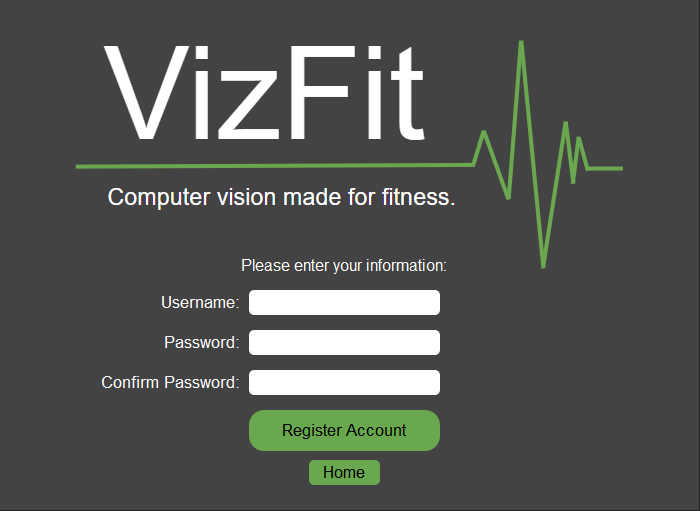 VizFit
Computer vision made for fitness.
Please enter your information:
Username:
Password:
Confirm Password:
Register Account
Home